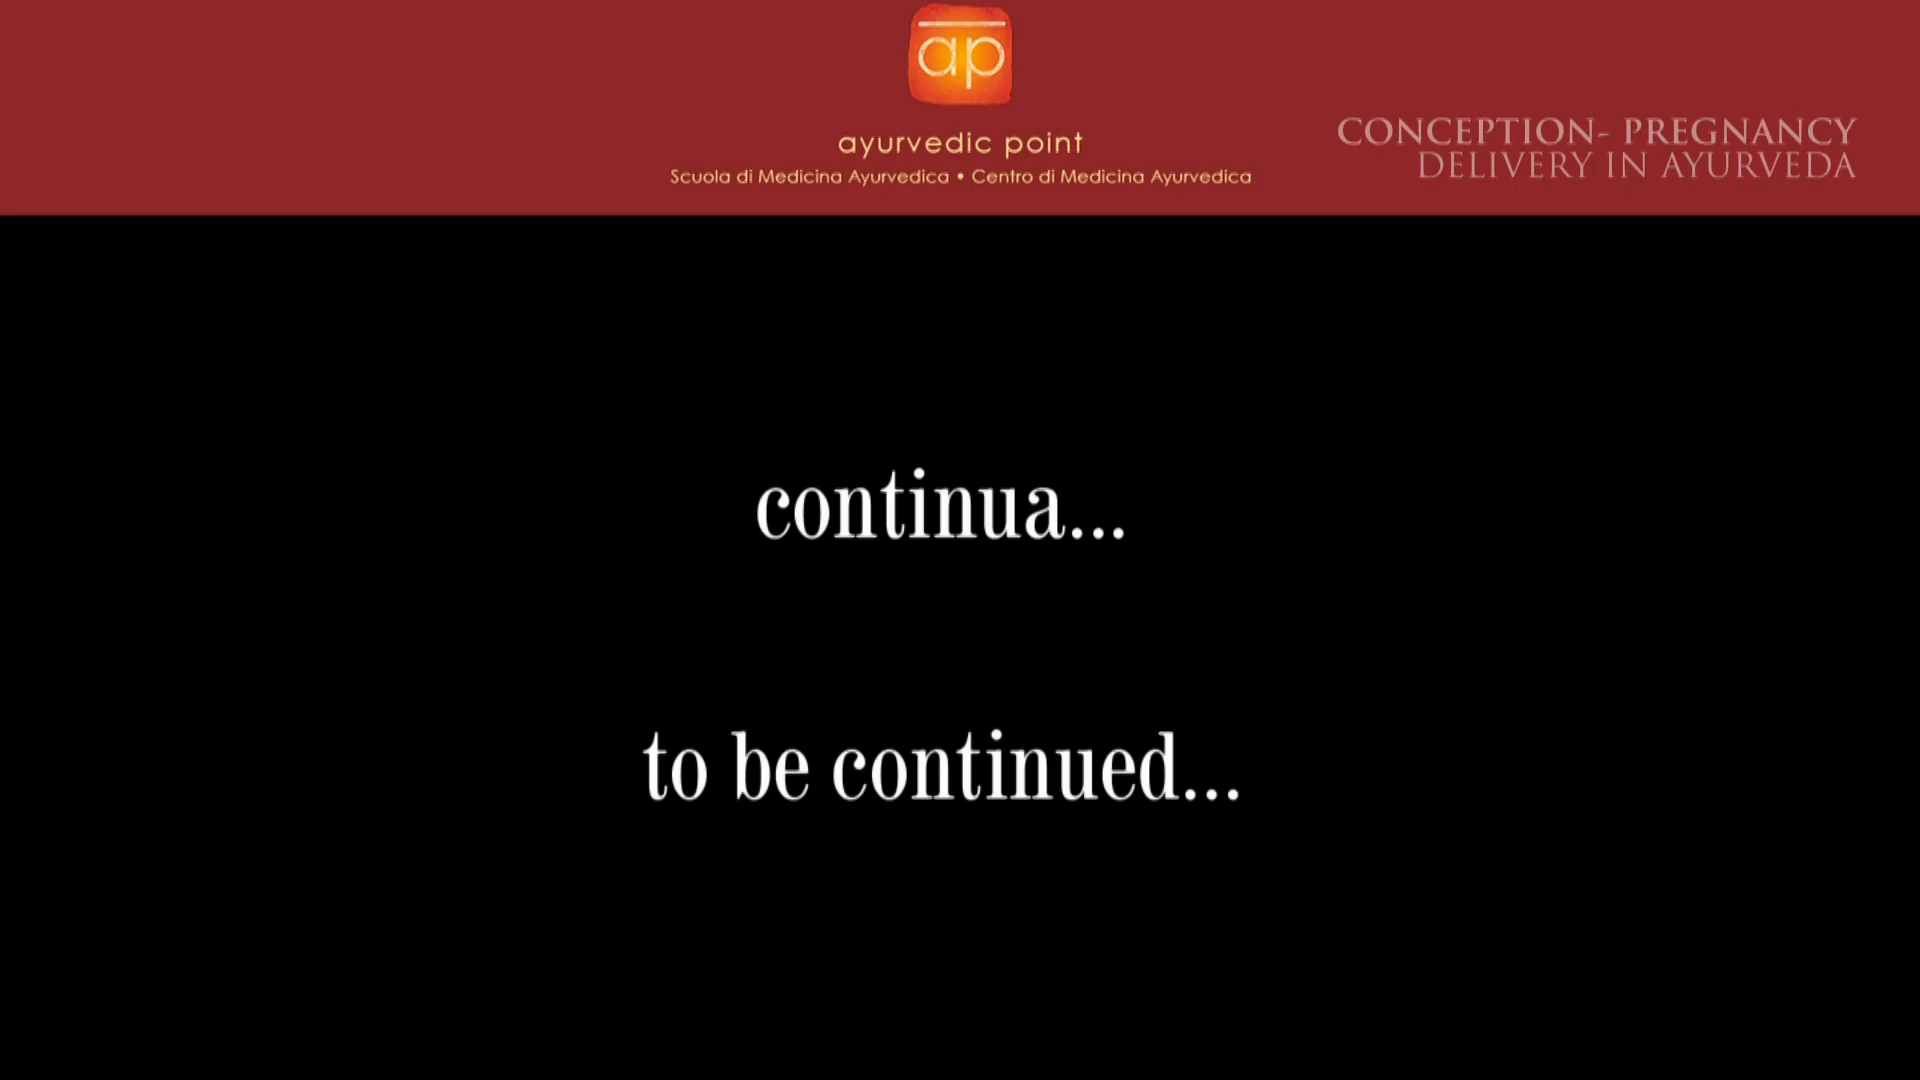 ap
ayurvedic point
Scuola di Medicina Ayurvedica • Centro di Medicina Ayurvedica
CONCEPTION- PREGNANCY
DELIVERY IN AYURVEDA
continua...
to be continued...